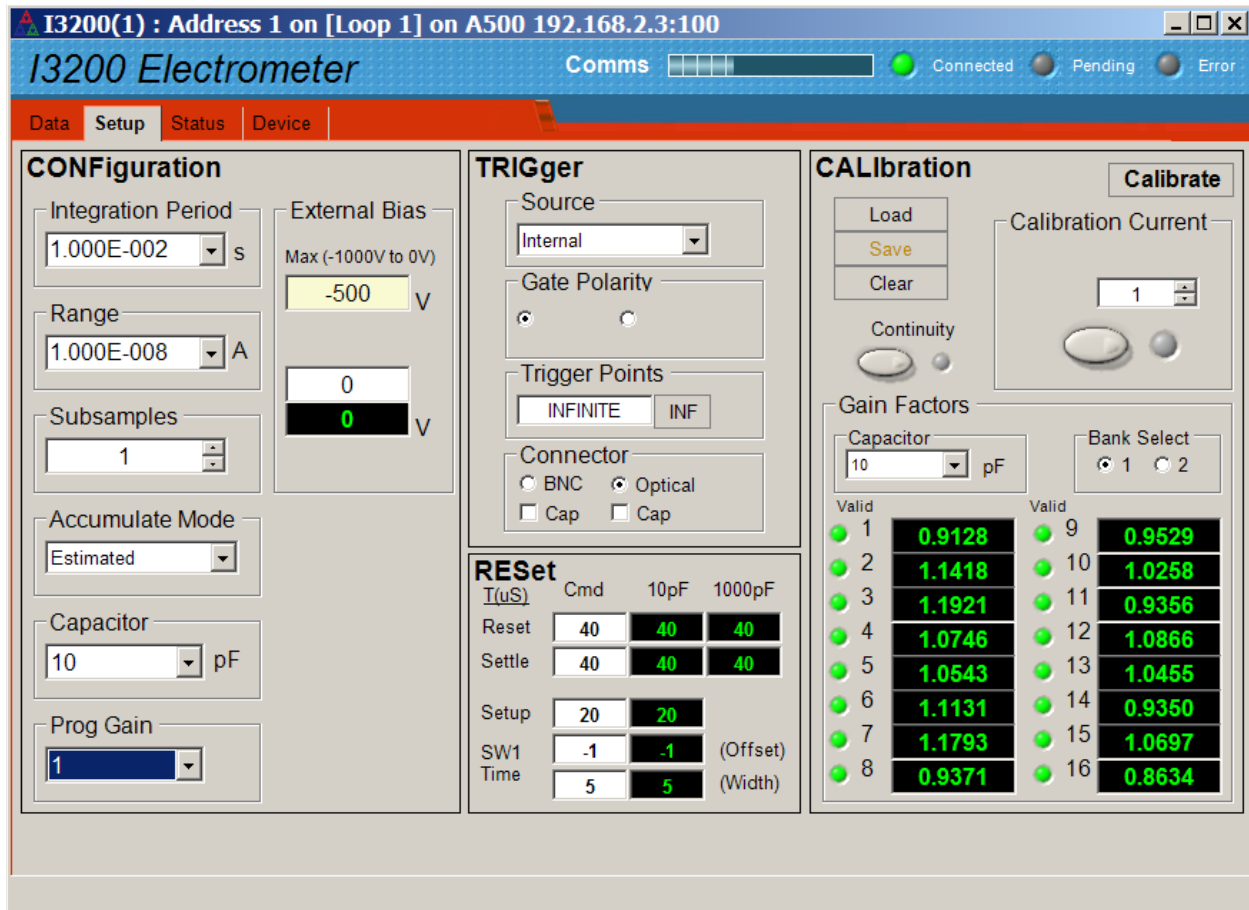 I3200(1) : Address 1 on [Loop 1] on A500 192.168.2.3:100
I3200 Electrometer
Comms
Connected
Pending
Error
Data
Setup
Status
Device
CONFiguration
Integration Period
1.000E-002 s
Range
1.000E-008 A
Subsamples
1
Accumulate Mode
Estimated
Capacitor
10 pF
Prog Gain
1
External Bias
Max (-1000V to 0V)
-500 V
0
0 V
TRIGger
Source
Internal
Gate Polarity
Trigger Points
INFINITE INF
Connector
BNC Optical
Cap Cap
RESet
T(uS) Cmd 10pF 1000pF
Reset 40 40 40
Settle 40 40 40
Setup 20 20
SW1 Time -1 -1 (Offset)
5 5 (Width)
CALIbration
Calibrate
Load
Save
Clear
Continuity
Calibration Current
1
Gain Factors
Capacitor
10 pF
Bank Select
1 2
Valid Valid
1 0.9128 9 0.9529
2 1.1418 10 1.0258
3 1.1921 11 0.9356
4 1.0746 12 1.0866
5 1.0543 13 1.0455
6 1.1131 14 0.9350
7 1.1793 15 1.0697
8 0.9371 16 0.8634